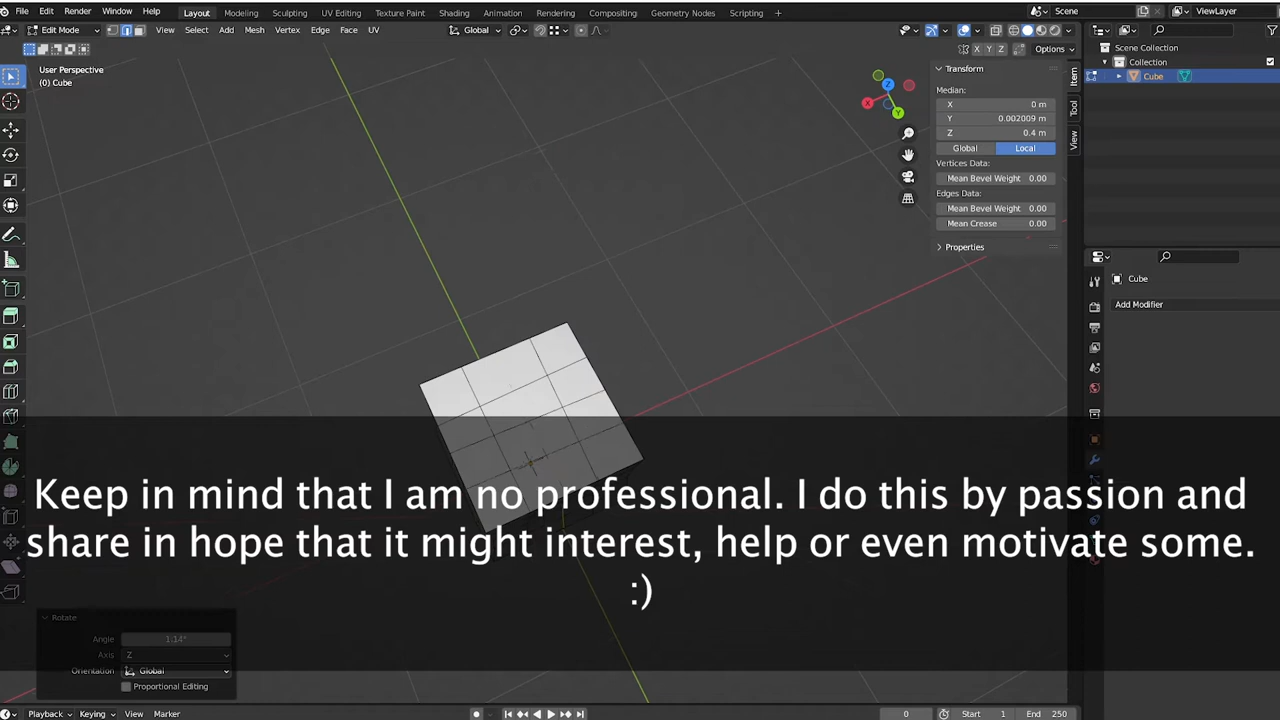 File Edit Render Window Help Layout Modeling Sculpting UV Editing Texture Paint Shading Animation Rendering Compositing Geometry Nodes Scripting + Scene ViewLayer
Edit Mode View Select Add Mesh Vertex Edge Face UV Global
X Y Z Options
User Perspective
(0) Cube
Scene Collection
Collection
Cube
Transform
Median:
X 0 m
Y 0.002009 m
Z 0.4 m
Global Local
Vertices Data:
Mean Bevel Weight 0.00
Edges Data:
Mean Bevel Weight 0.00
Mean Crease 0.00
Properties
Item
Tool
View
Z
X
Y
Cube
Add Modifier
Keep in mind that I am no professional. I do this by passion and
share in hope that it might interest, help or even motivate some.
:)
Rotate
Angle 1.14°
Axis Z
Orientation Global
Proportional Editing
Playback Keying View Marker 0 Start 1 End 250